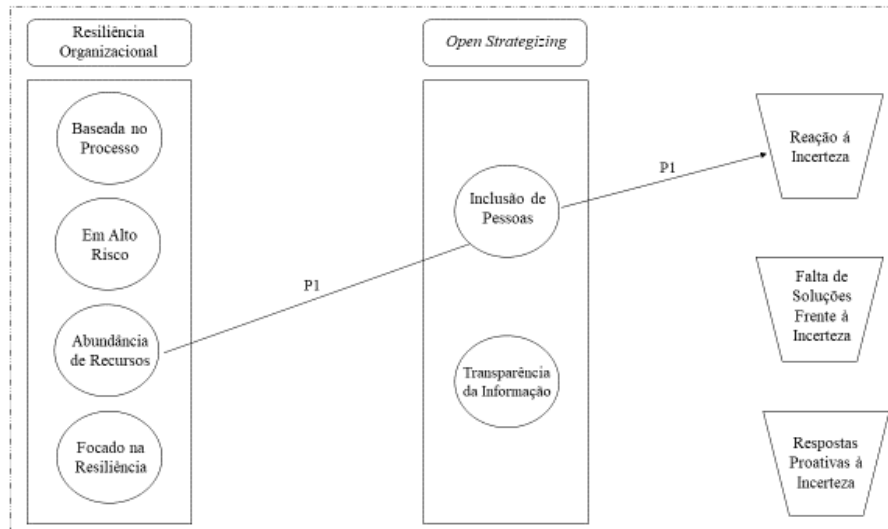 Resiliência
Organizacional
Open Strategizing
Baseada no
Processo
Em Alto
Risco
Abundância
de Recursos
Focado na
Resiliência
P1
Inclusão de
Pessoas
Transparência
da Informação
P1
Reação á
Incerteza
Falta de
Soluções
Frente à
Incerteza
Respostas
Proativas à
Incerteza